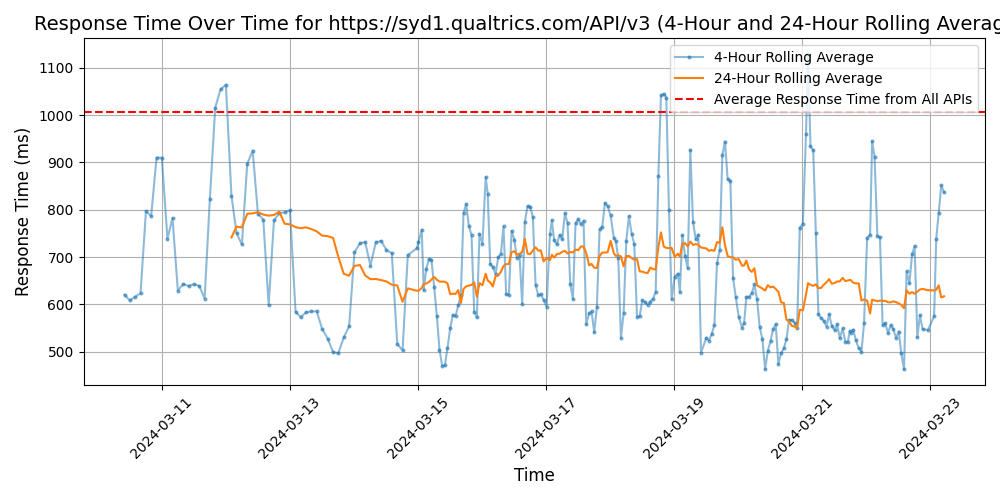 Response Time Over Time for https://syd1.qualtrics.com/API/v3 (4-Hour and 24-Hour Rolling Averag
4-Hour Rolling Average
24-Hour Rolling Average
Average Response Time from All APIs
Response Time (ms)
1100
1000
900
800
700
600
500
2024-03-11
2024-03-13
2024-03-15
2024-03-17
2024-03-19
2024-03-21
2024-03-23
Time